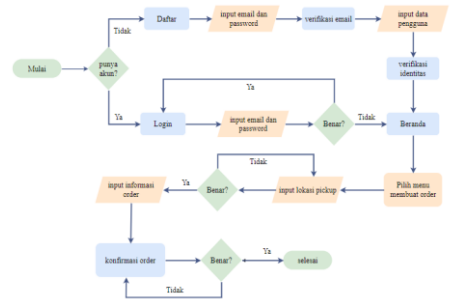 Daftar
input email dan
password
verifikasi email
input data
pengguna
Tidak
Mulai
punya
akun?
verifikasi
identitas
Ya
Ya
Login
input email dan
password
Benar?
Tidak
Beranda
Tidak
input informasi
order
Ya
Benar?
input lokasi pickup
Pilih menu
membuat order
konfirmasi order
Benar?
Ya
selesai
Tidak